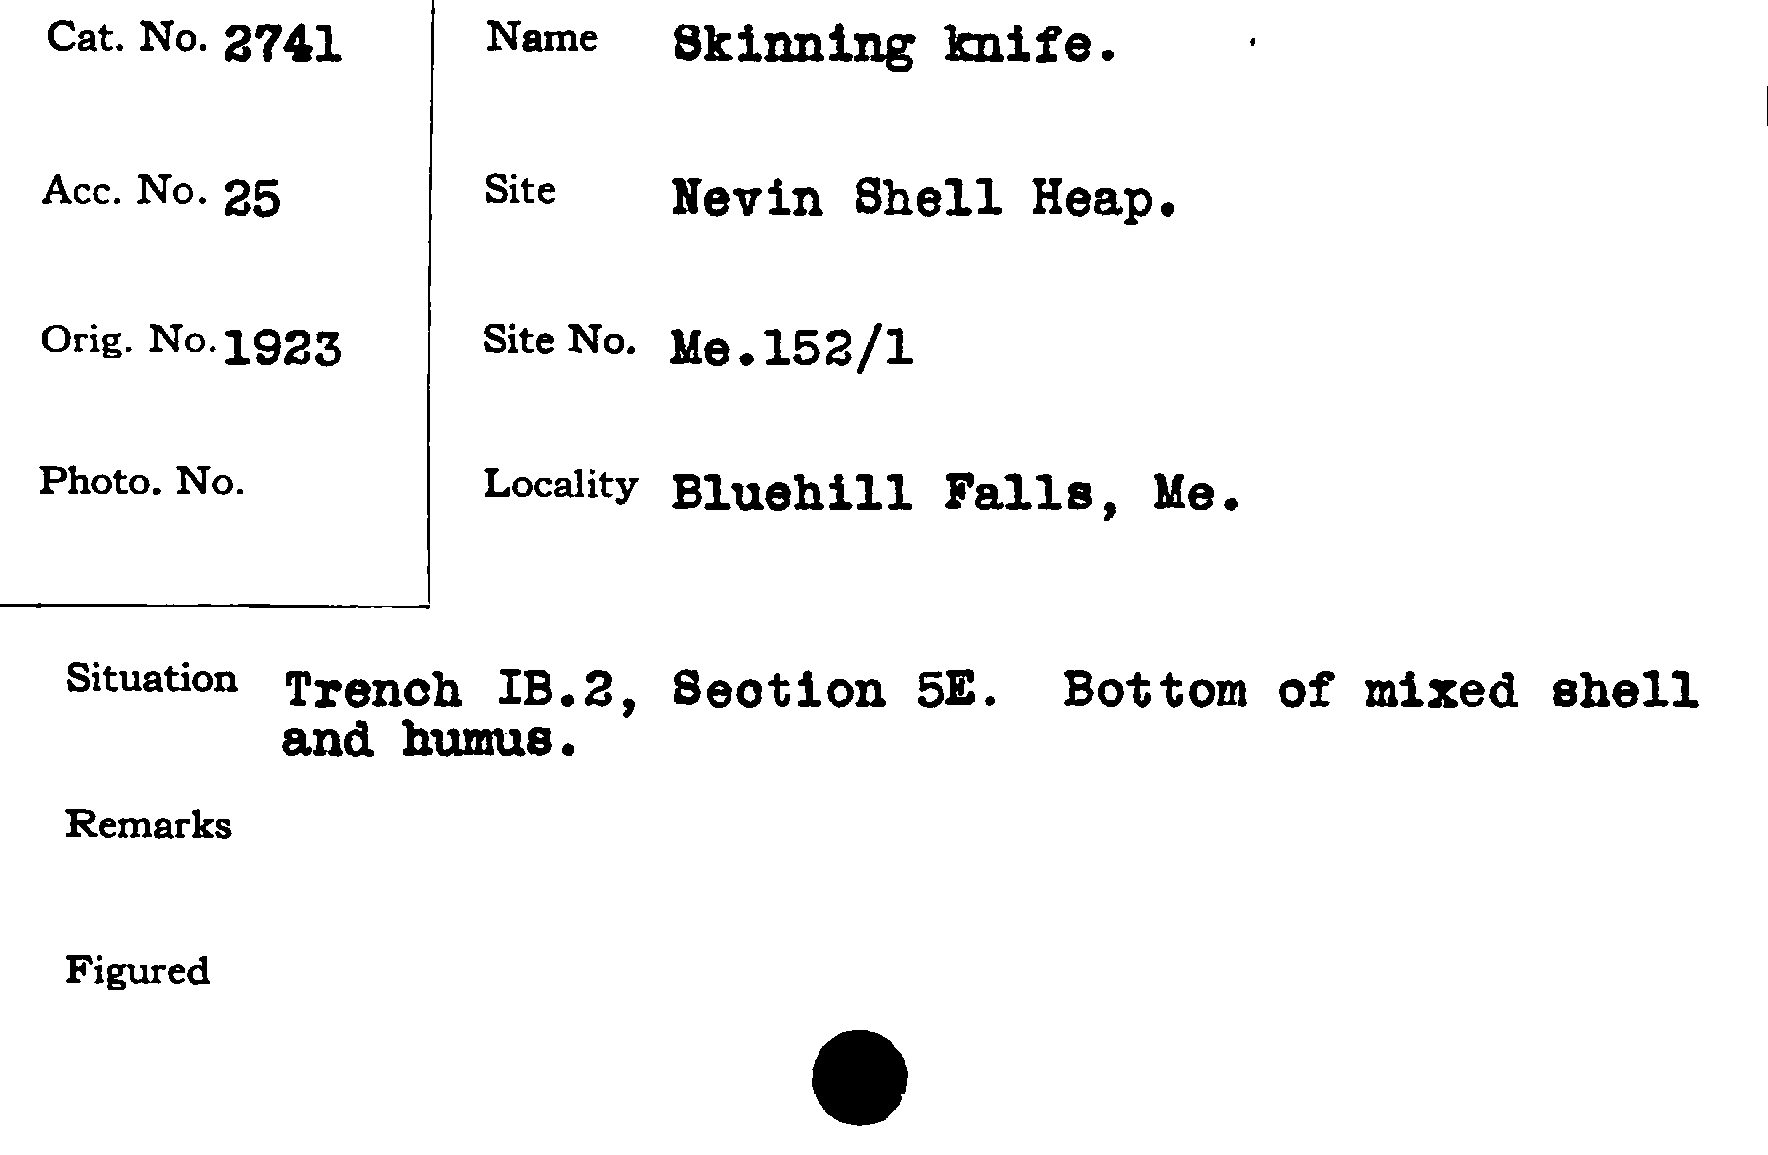 Cat. No. 2741
Name Skinning knife.
Acc. No. 25
Site Nevin Shell Heap.
Orig. No. 1923
Site No. Me.152/1
Photo. No.
Locality Bluehill Falls, Me.
Situation Trench IB.2, Section 5E. Bottom of mixed shell
and humus.
Remarks
Figured